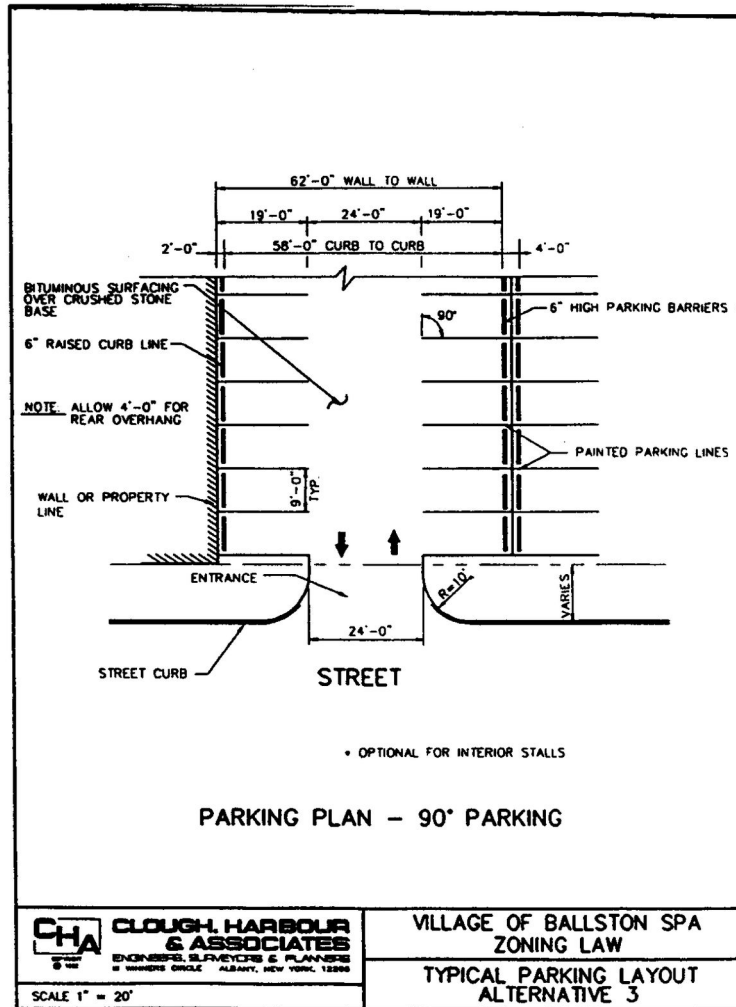 62'-0" WALL TO WALL
19'-0" 24'-0" 19'-0"
2'-0" 58'-0" CURB TO CURB 4'-0"
BITUMINOUS SURFACING
OVER CRUSHED STONE
BASE
90°
6" HIGH PARKING BARRIERS
6" RAISED CURB LINE
NOTE: ALLOW 4'-0" FOR
REAR OVERHANG
PAINTED PARKING LINES
9'-0"
TYP.
WALL OR PROPERTY
LINE
ENTRANCE
R=10'
VARIES
24'-0"
STREET CURB
STREET
* OPTIONAL FOR INTERIOR STALLS
PARKING PLAN - 90° PARKING
CHA
CLOUGH, HARBOUR
& ASSOCIATES
ENGINEERS, SURVEYORS & PLANNERS
WINNERS CIRCLE ALBANY, NEW YORK, 12205
SCALE 1" = 20'
VILLAGE OF BALLSTON SPA
ZONING LAW
TYPICAL PARKING LAYOUT
ALTERNATIVE 3